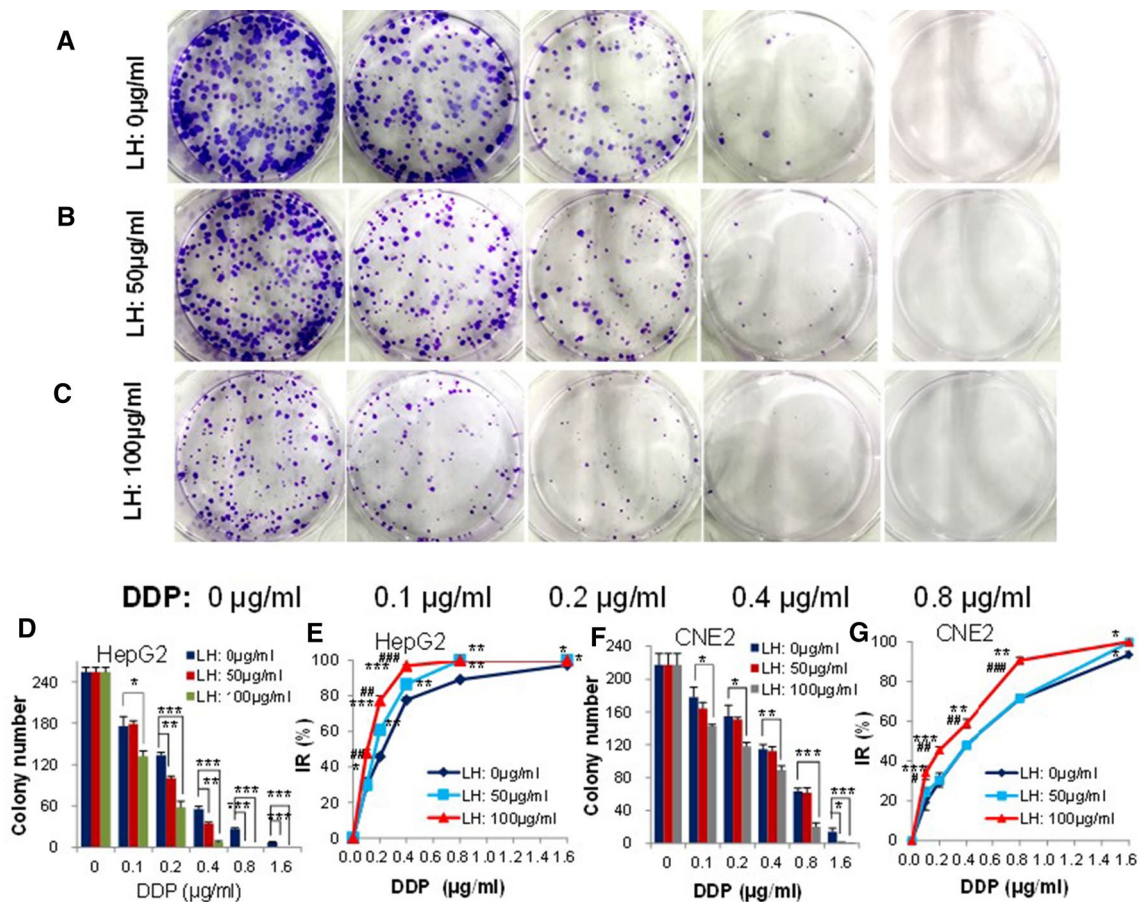 A
LH: 0µg/ml
B
LH: 50µg/ml
C
LH: 100µg/ml
DDP: 0 µg/ml 0.1 µg/ml 0.2 µg/ml 0.4 µg/ml 0.8 µg/ml
D
HepG2
LH: 0µg/ml
LH: 50µg/ml
LH: 100µg/ml
Colony number
240
180
120
60
0
*
***
**
***
**
***
***
***
***
0 0.1 0.2 0.4 0.8 1.6
DDP (µg/ml)
E
HepG2
IR (%)
100
80
60
40
20
0
##
*
##
***
###
***
**
**
**
**
*
*
LH: 0µg/ml
LH: 50µg/ml
LH: 100µg/ml
0.0 0.2 0.4 0.6 0.8 1.0 1.2 1.4 1.6
DDP (µg/ml)
F
CNE2
LH: 0µg/ml
LH: 50µg/ml
LH: 100µg/ml
Colony number
240
200
160
120
80
40
0
*
*
**
***
***
*
0 0.1 0.2 0.4 0.8 1.6
DDP (µg/ml)
G
CNE2
IR (%)
100
80
60
40
20
0
***
#
***
##
**
##
**
###
*
*
LH: 0µg/ml
LH: 50µg/ml
LH: 100µg/ml
0.0 0.2 0.4 0.6 0.8 1.0 1.2 1.4 1.6
DDP (µg/ml)